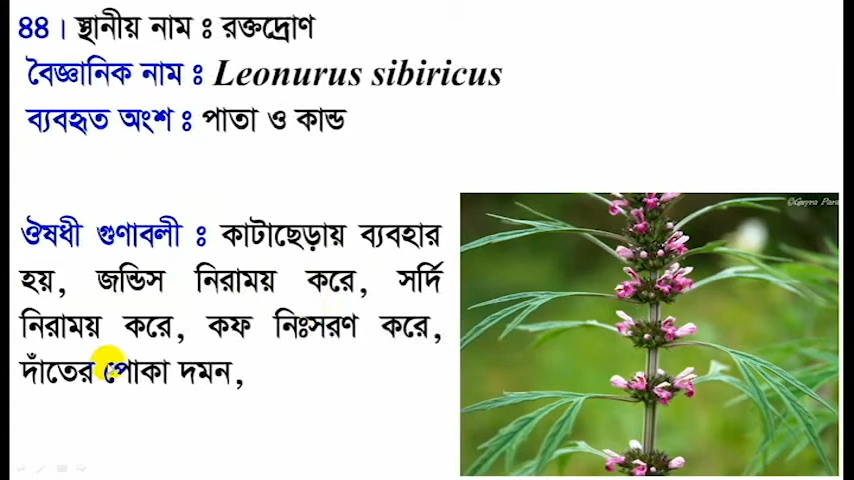 ৪৪। স্থানীয় নাম ঃ রক্তদ্রোণ
বৈজ্ঞানিক নাম ঃ Leonurus sibiricus
ব্যবহৃত অংশ ঃ পাতা ও কান্ড
ঔষধী গুণাবলী ঃ কাটাছেড়ায় ব্যবহার
হয়, জন্ডিস নিরাময় করে, সর্দি
নিরাময় করে, কফ নিঃসরণ করে,
দাঁতের পোকা দমন,